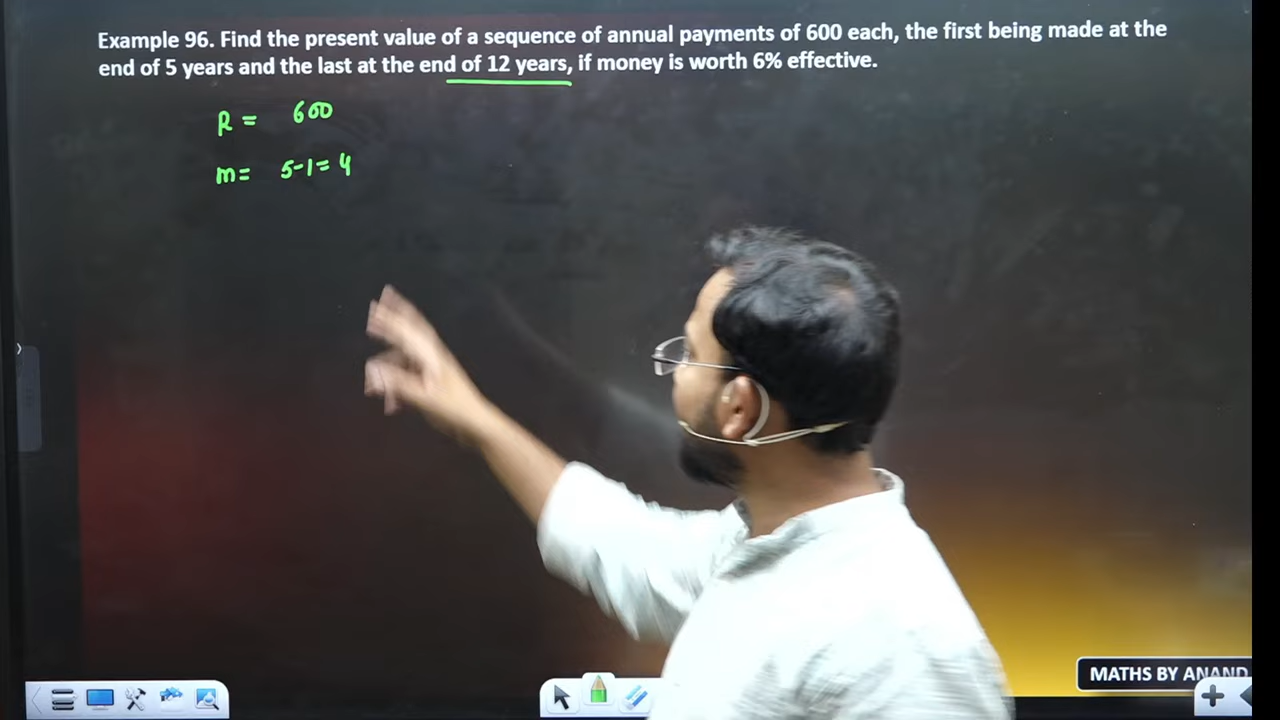 Example 96. Find the present value of a sequence of annual payments of 600 each, the first being made at the
end of 5 years and the last at the end of 12 years, if money is worth 6% effective.
R = 600
m = 5-1 = 4
MATHS BY ANAND